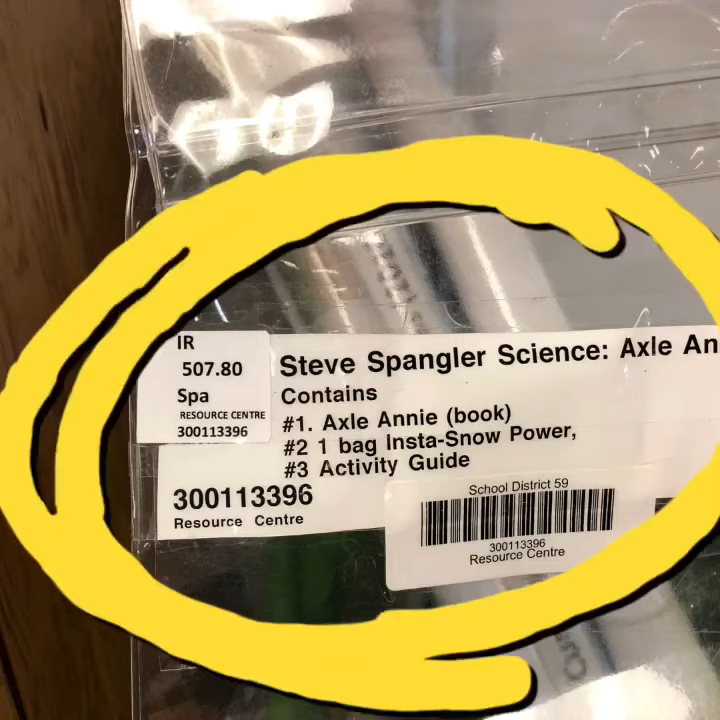 IR
507.80
Spa
RESOURCE CENTRE
300113396
Steve Spangler Science: Axle An
Contains
#1. Axle Annie (book)
#2 1 bag Insta-Snow Power,
#3 Activity Guide
300113396
Resource Centre
School District 59
300113396
Resource Centre